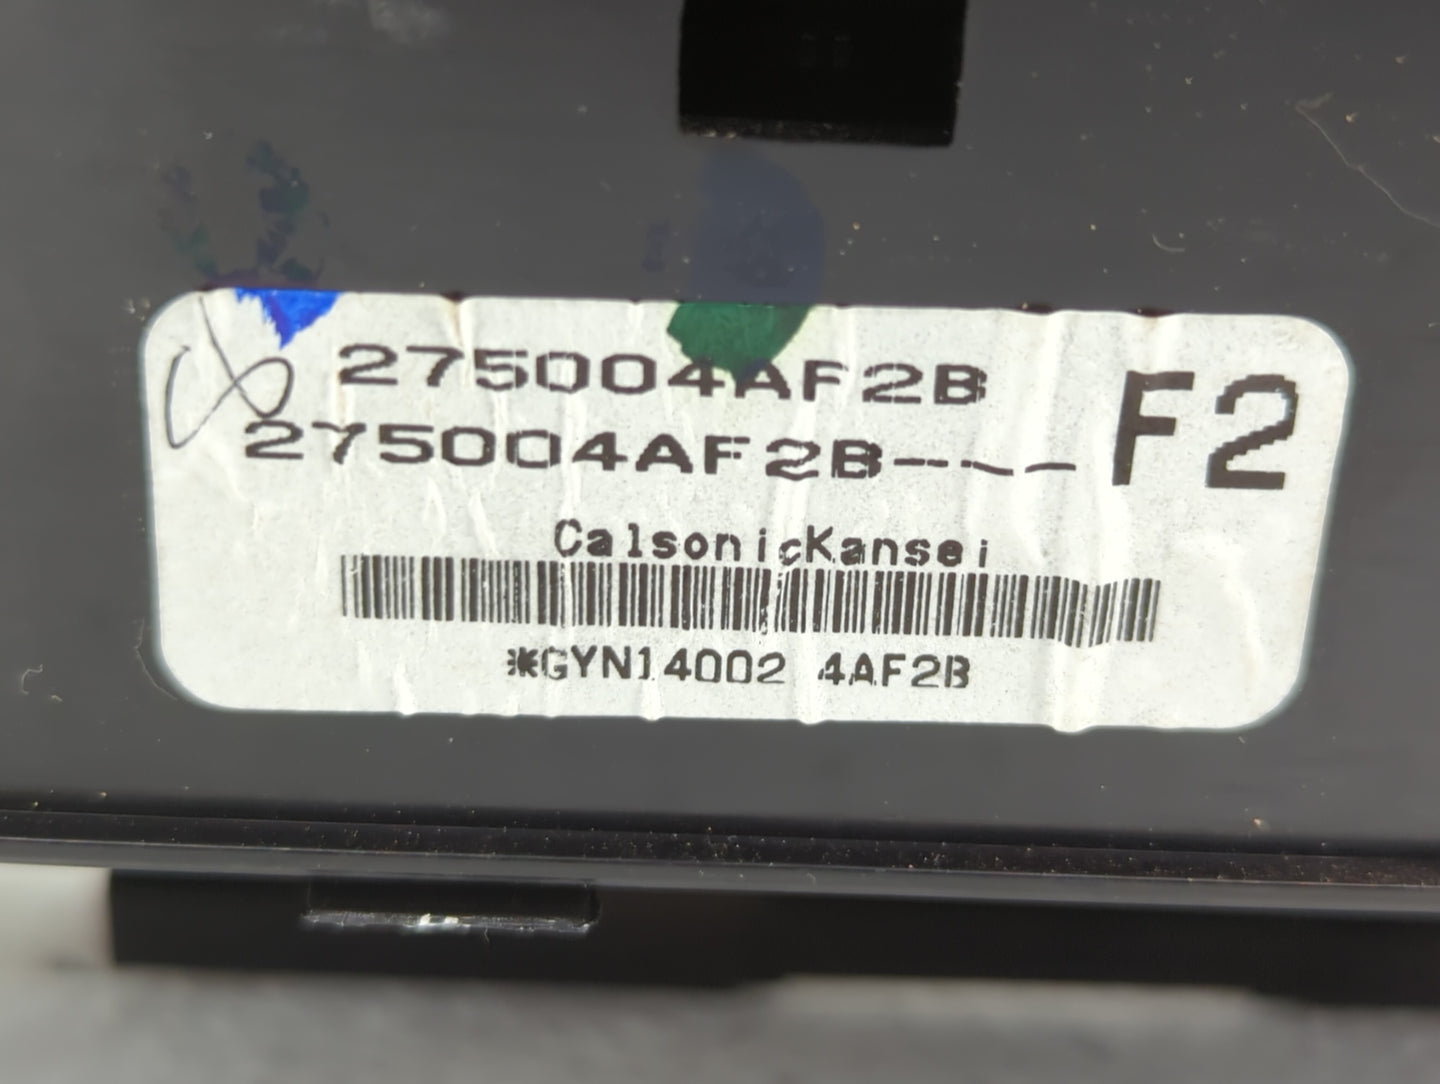 275004AF2B
275004AF2B---- F2
CalsonicKansei
*GYN14002 4AF2B